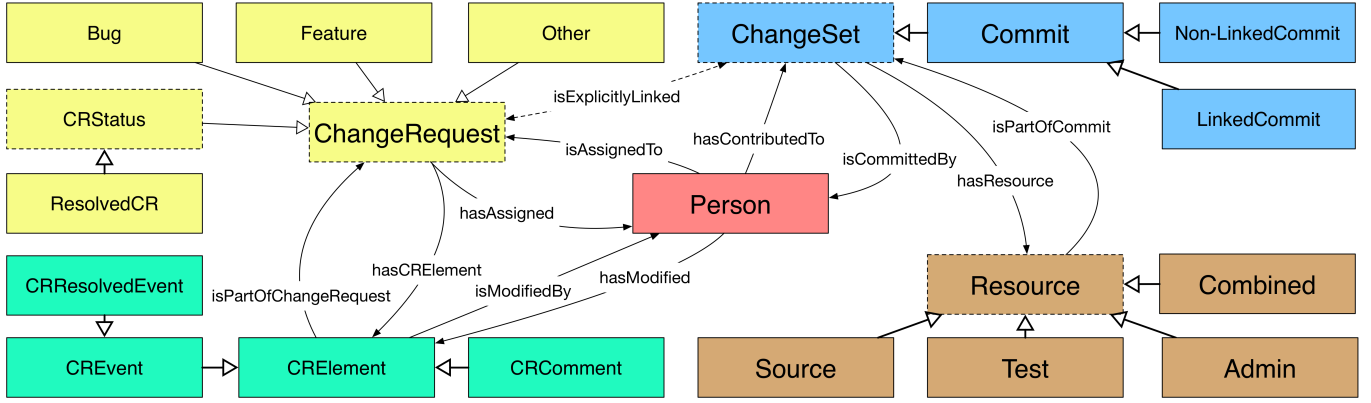 Bug
Feature
Other
ChangeSet
Commit
Non-LinkedCommit
isExplicitlyLinked
CRStatus
ChangeRequest
LinkedCommit
isAssignedTo
hasContributedTo
isPartOfCommit
isCommittedBy
hasResource
ResolvedCR
hasAssigned
Person
hasCRElement
isPartOfChangeRequest
isModifiedBy
hasModified
CRResolvedEvent
Resource
Combined
CREvent
CRElement
CRComment
Source
Test
Admin